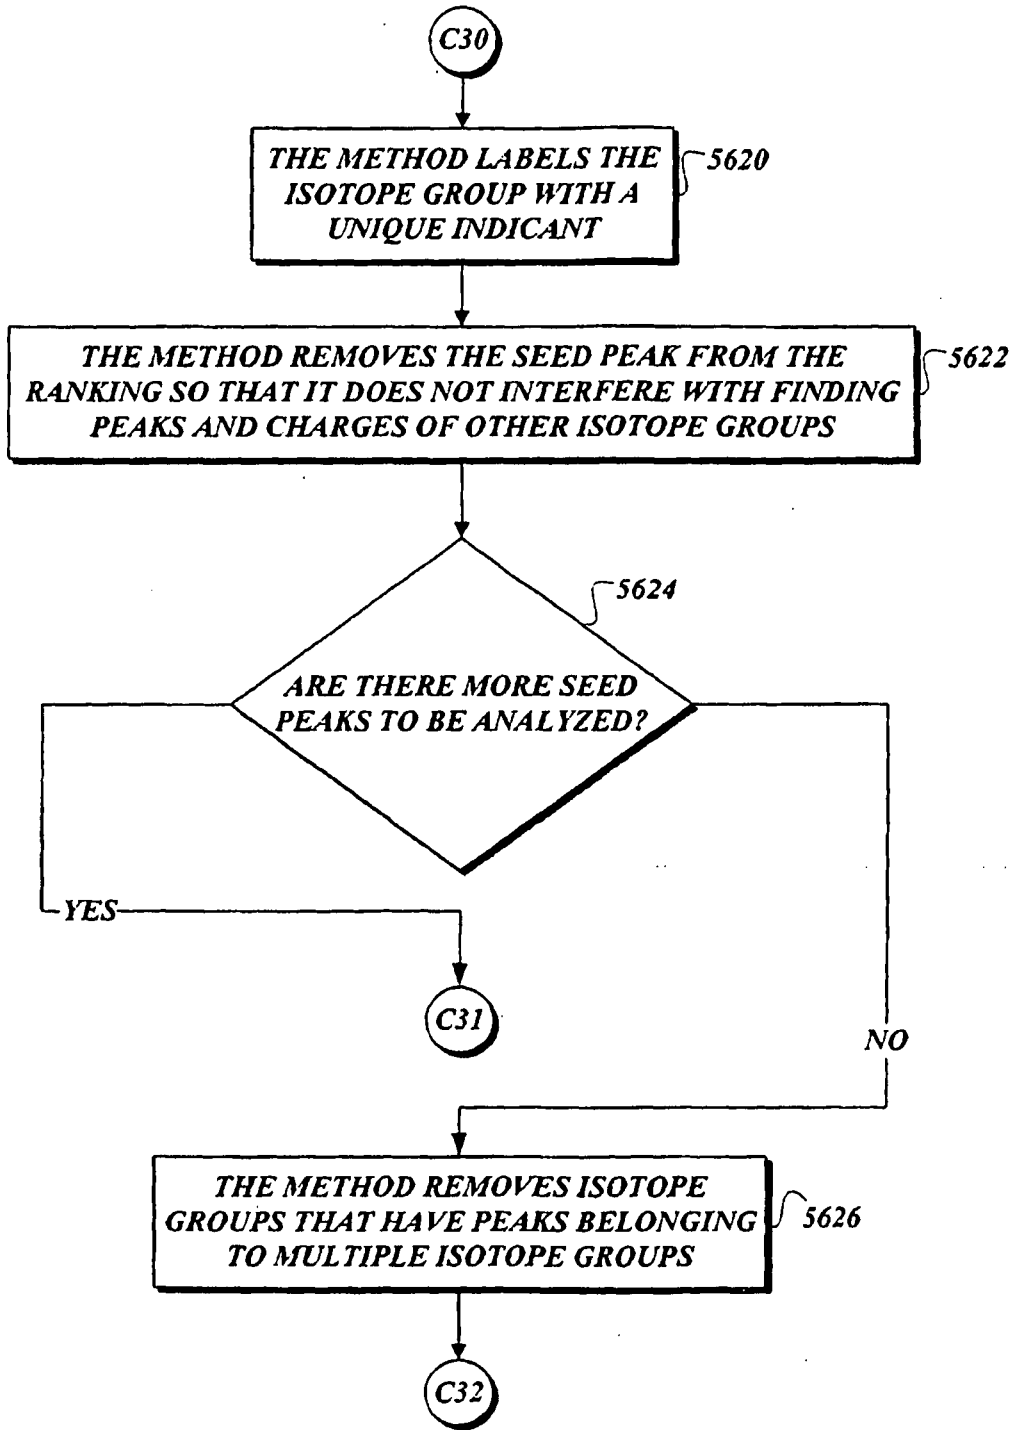 C30
THE METHOD LABELS THE
ISOTOPE GROUP WITH A
UNIQUE INDICANT
5620
THE METHOD REMOVES THE SEED PEAK FROM THE
RANKING SO THAT IT DOES NOT INTERFERE WITH FINDING
PEAKS AND CHARGES OF OTHER ISOTOPE GROUPS
5622
5624
ARE THERE MORE SEED
PEAKS TO BE ANALYZED?
YES
C31
NO
THE METHOD REMOVES ISOTOPE
GROUPS THAT HAVE PEAKS BELONGING
TO MULTIPLE ISOTOPE GROUPS
5626
C32